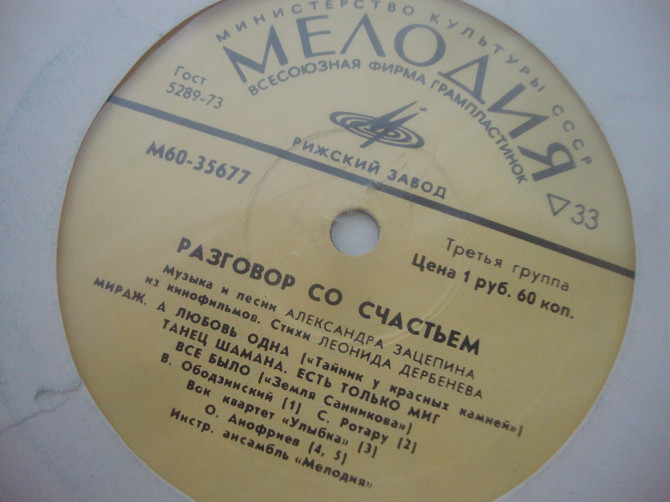 МИНИСТЕРСТВО КУЛЬТУРЫ СССР
МЕЛОДИЯ
ВСЕСОЮЗНАЯ ФИРМА ГРАМПЛАСТИНОК
Гост
5289-73
РИЖСКИЙ ЗАВОД
М60-35677
33
Третья группа
Цена 1 руб. 60 коп.
РАЗГОВОР СО СЧАСТЬЕМ
Музыка и песни АЛЕКСАНДРА ЗАЦЕПИНА
из кинофильмов. Стихи ЛЕОНИДА ДЕРБЕНЕВА
МИРАЖ. А ЛЮБОВЬ ОДНА [«Тайник у красных камней»]
ТАНЕЦ ШАМАНА. ЕСТЬ ТОЛЬКО МИГ
ВСЕ БЫЛО [«Земля Санникова»]
В. Ободзинский [1] С. Ротару [2]
Вок квартет «Улыбка» [3]
О. Анофриев [4, 5]
Инстр. ансамбль «Мелодия»